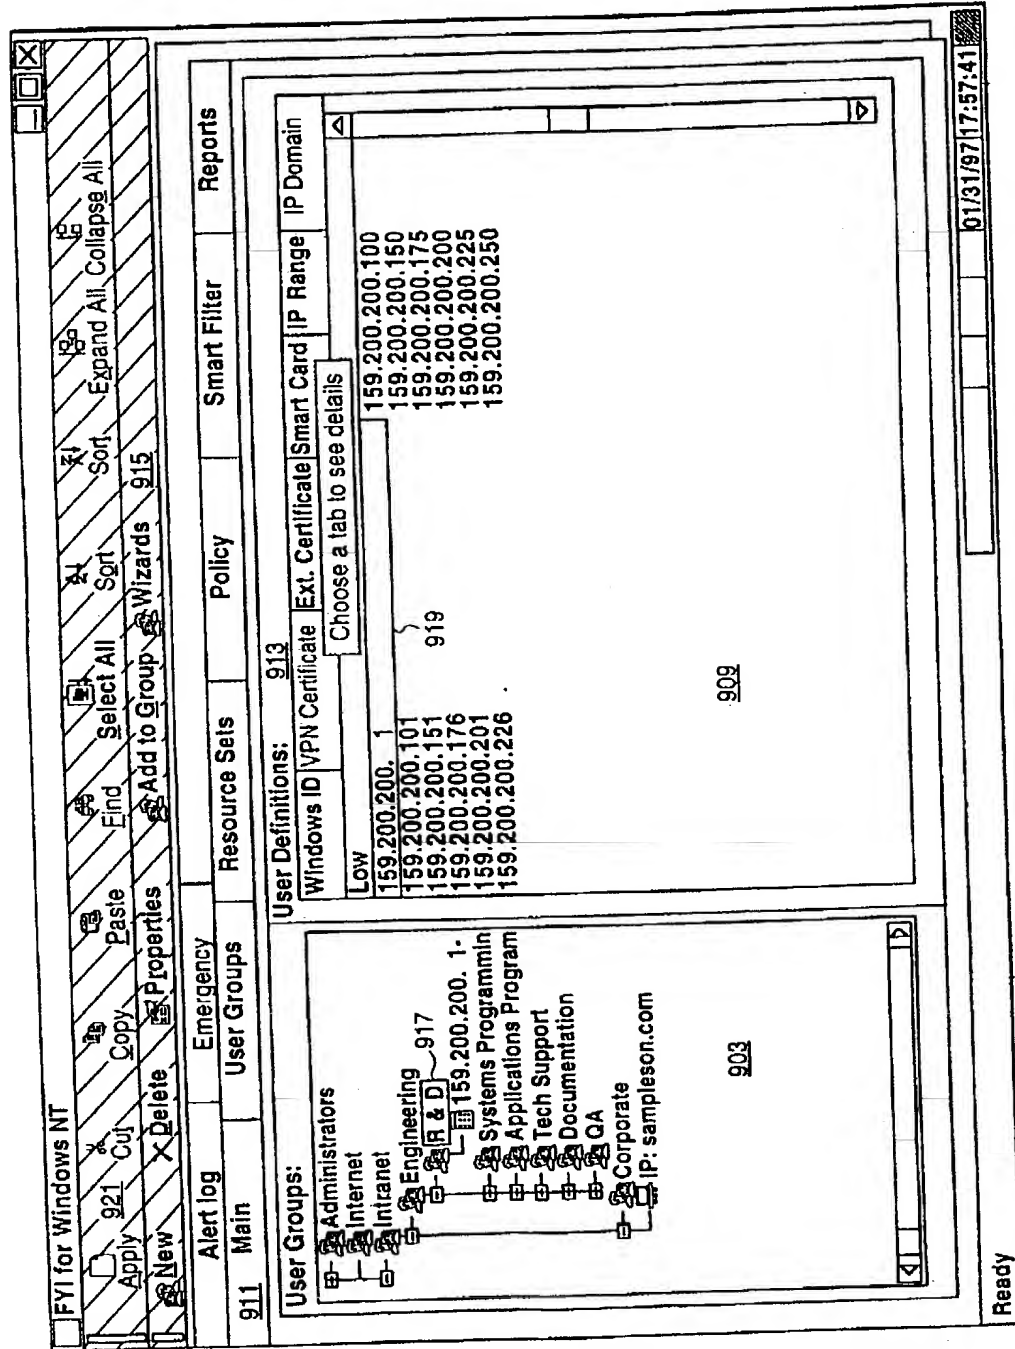 FYI for Windows NT
Apply 921 Cut Copy Paste Find Select All Sort Sort Expand All Collapse All
New Delete Properties Add to Group Wizards 915
Alert log Emergency
911 Main User Groups Resource Sets Policy Smart Filter Reports
User Groups:
Administrators
Internet
Intranet
Engineering
R & D 917
159.200.200. 1-
Systems Programmin
Applications Program
Tech Support
Documentation
QA
Corporate
IP: sampleson.com
903
User Definitions: 913
Windows ID VPN Certificate Ext. Certificate Smart Card IP Range IP Domain
Choose a tab to see details
Low
159.200.200. 1 159.200.200.100
159.200.200.101 159.200.200.150
159.200.200.151 159.200.200.175
159.200.200.176 159.200.200.200
159.200.200.201 159.200.200.225
159.200.200.226 159.200.200.250
919
909
Ready 01/31/97 17:57:41